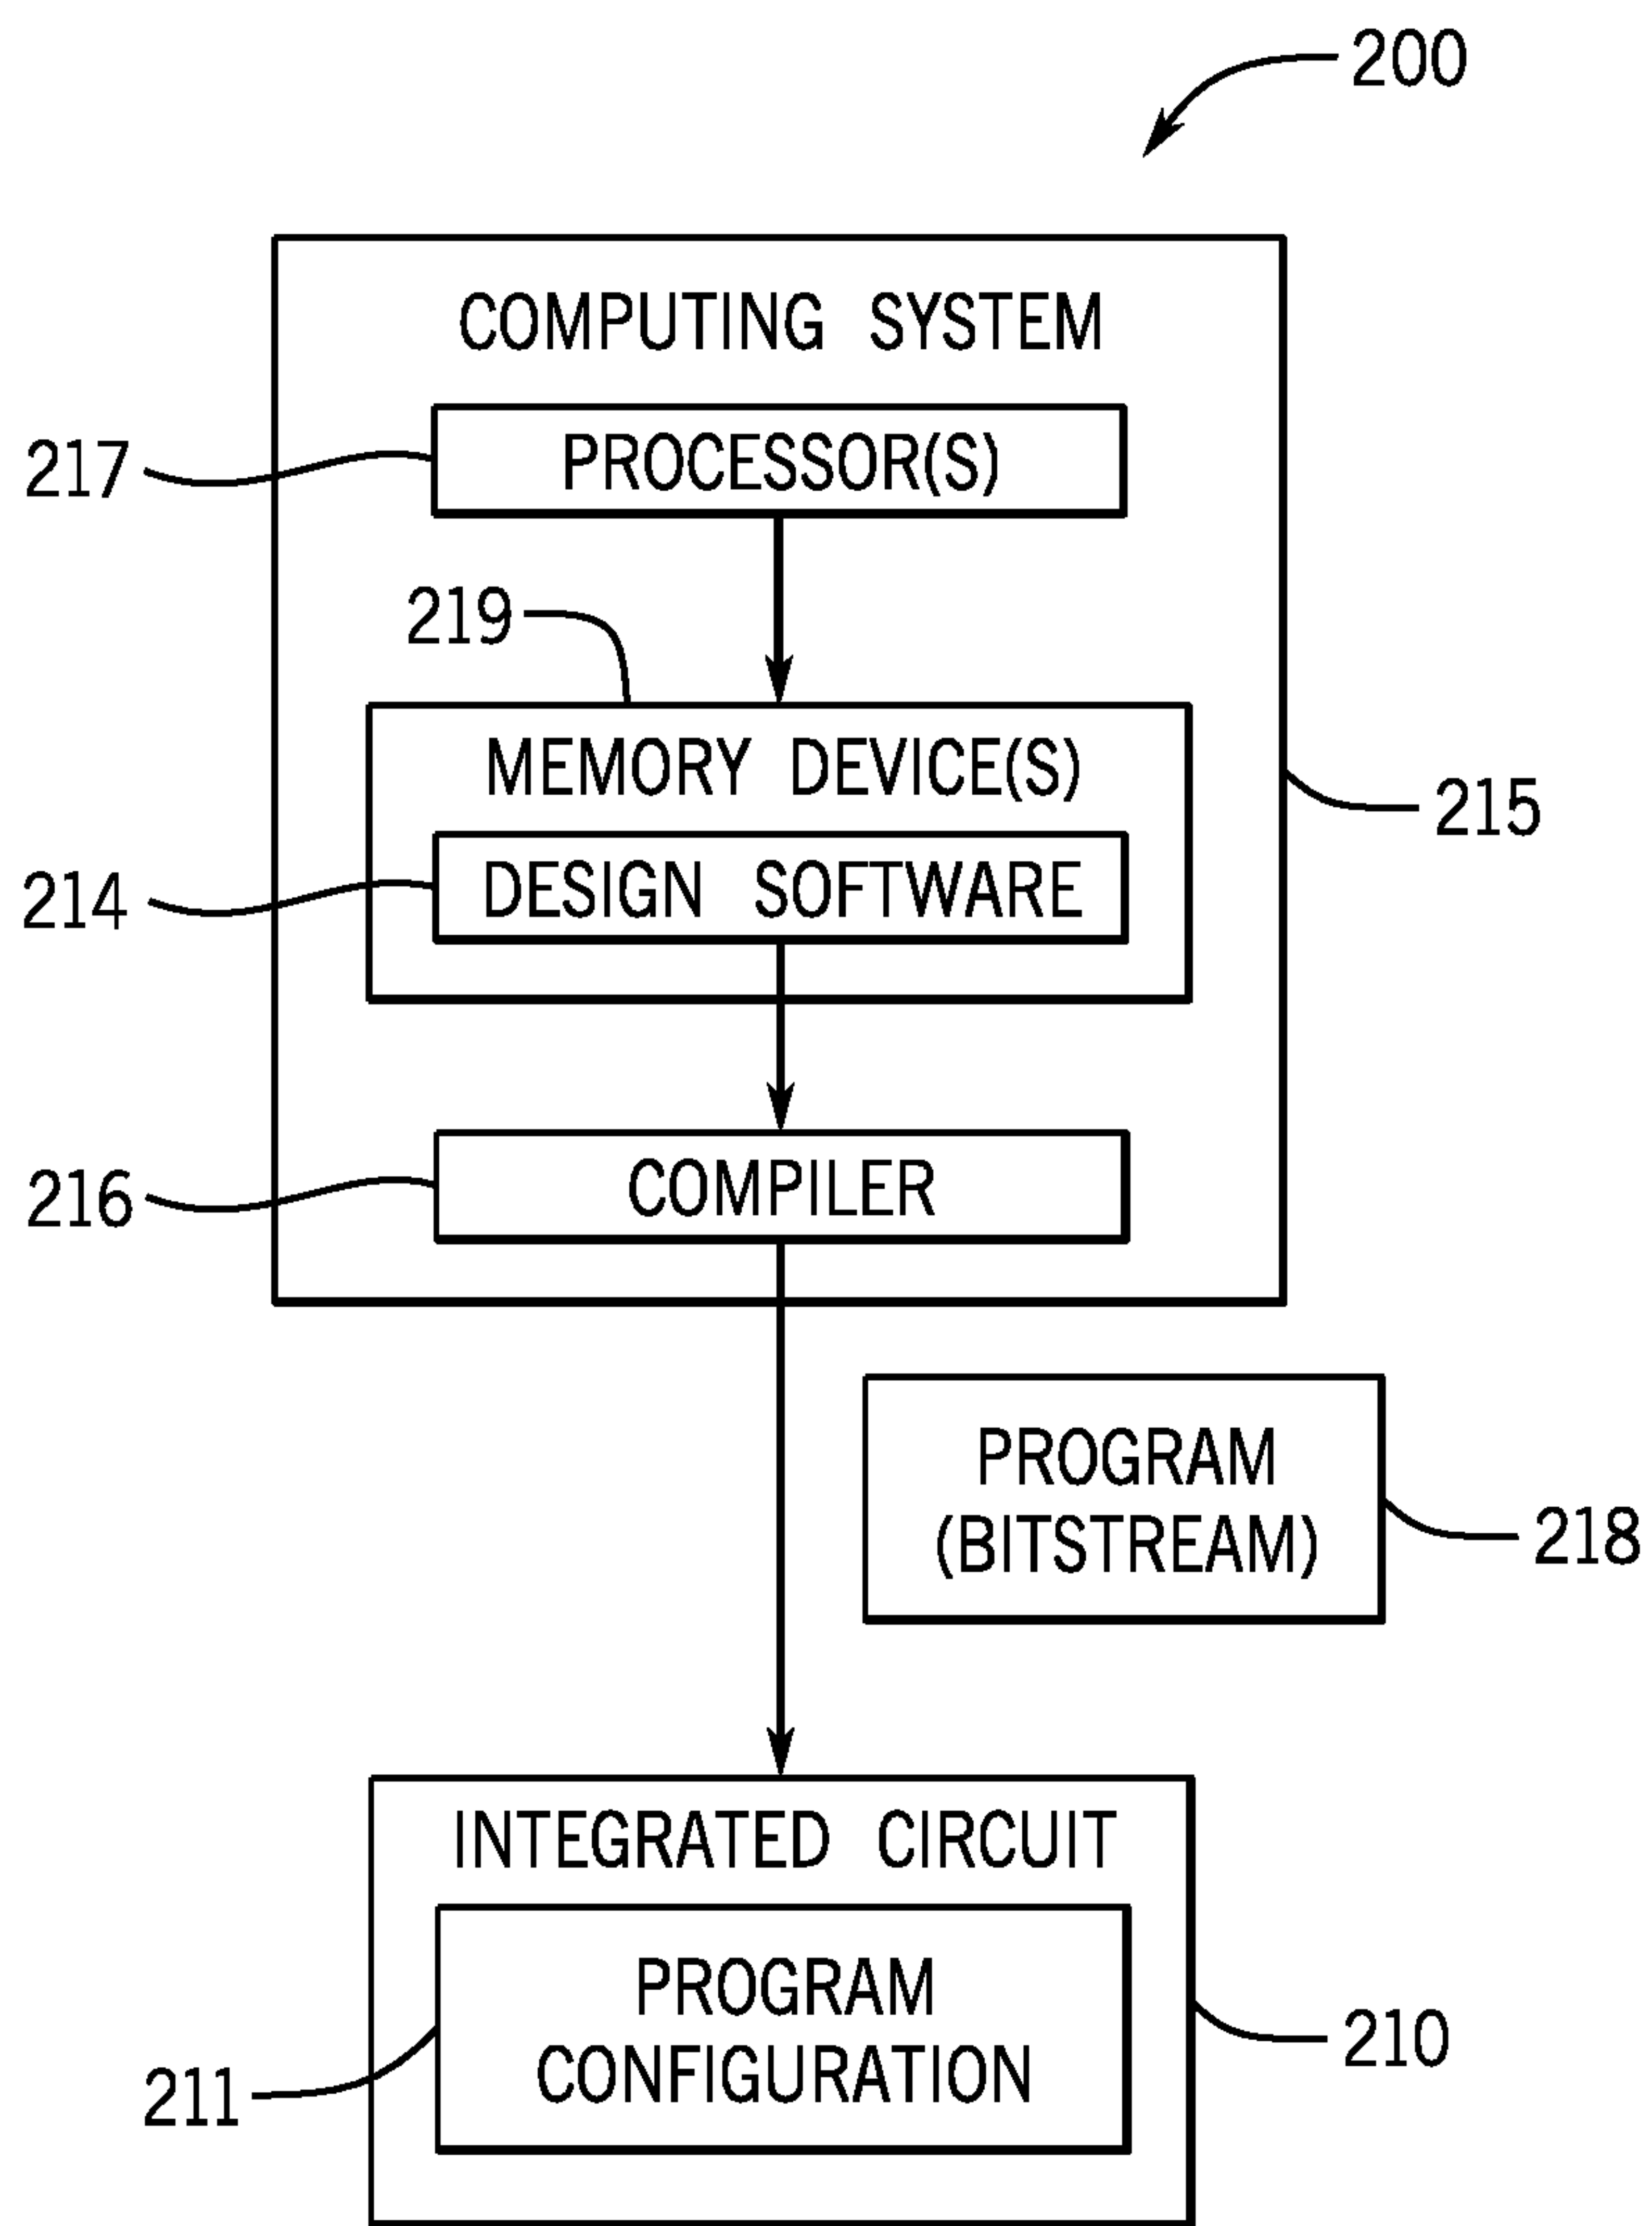 200
COMPUTING SYSTEM
217
PROCESSOR(S)
219
MEMORY DEVICE(S)
215
214
DESIGN SOFTWARE
216
COMPILER
PROGRAM
(BITSTREAM)
218
INTEGRATED CIRCUIT
PROGRAM
CONFIGURATION
210
211